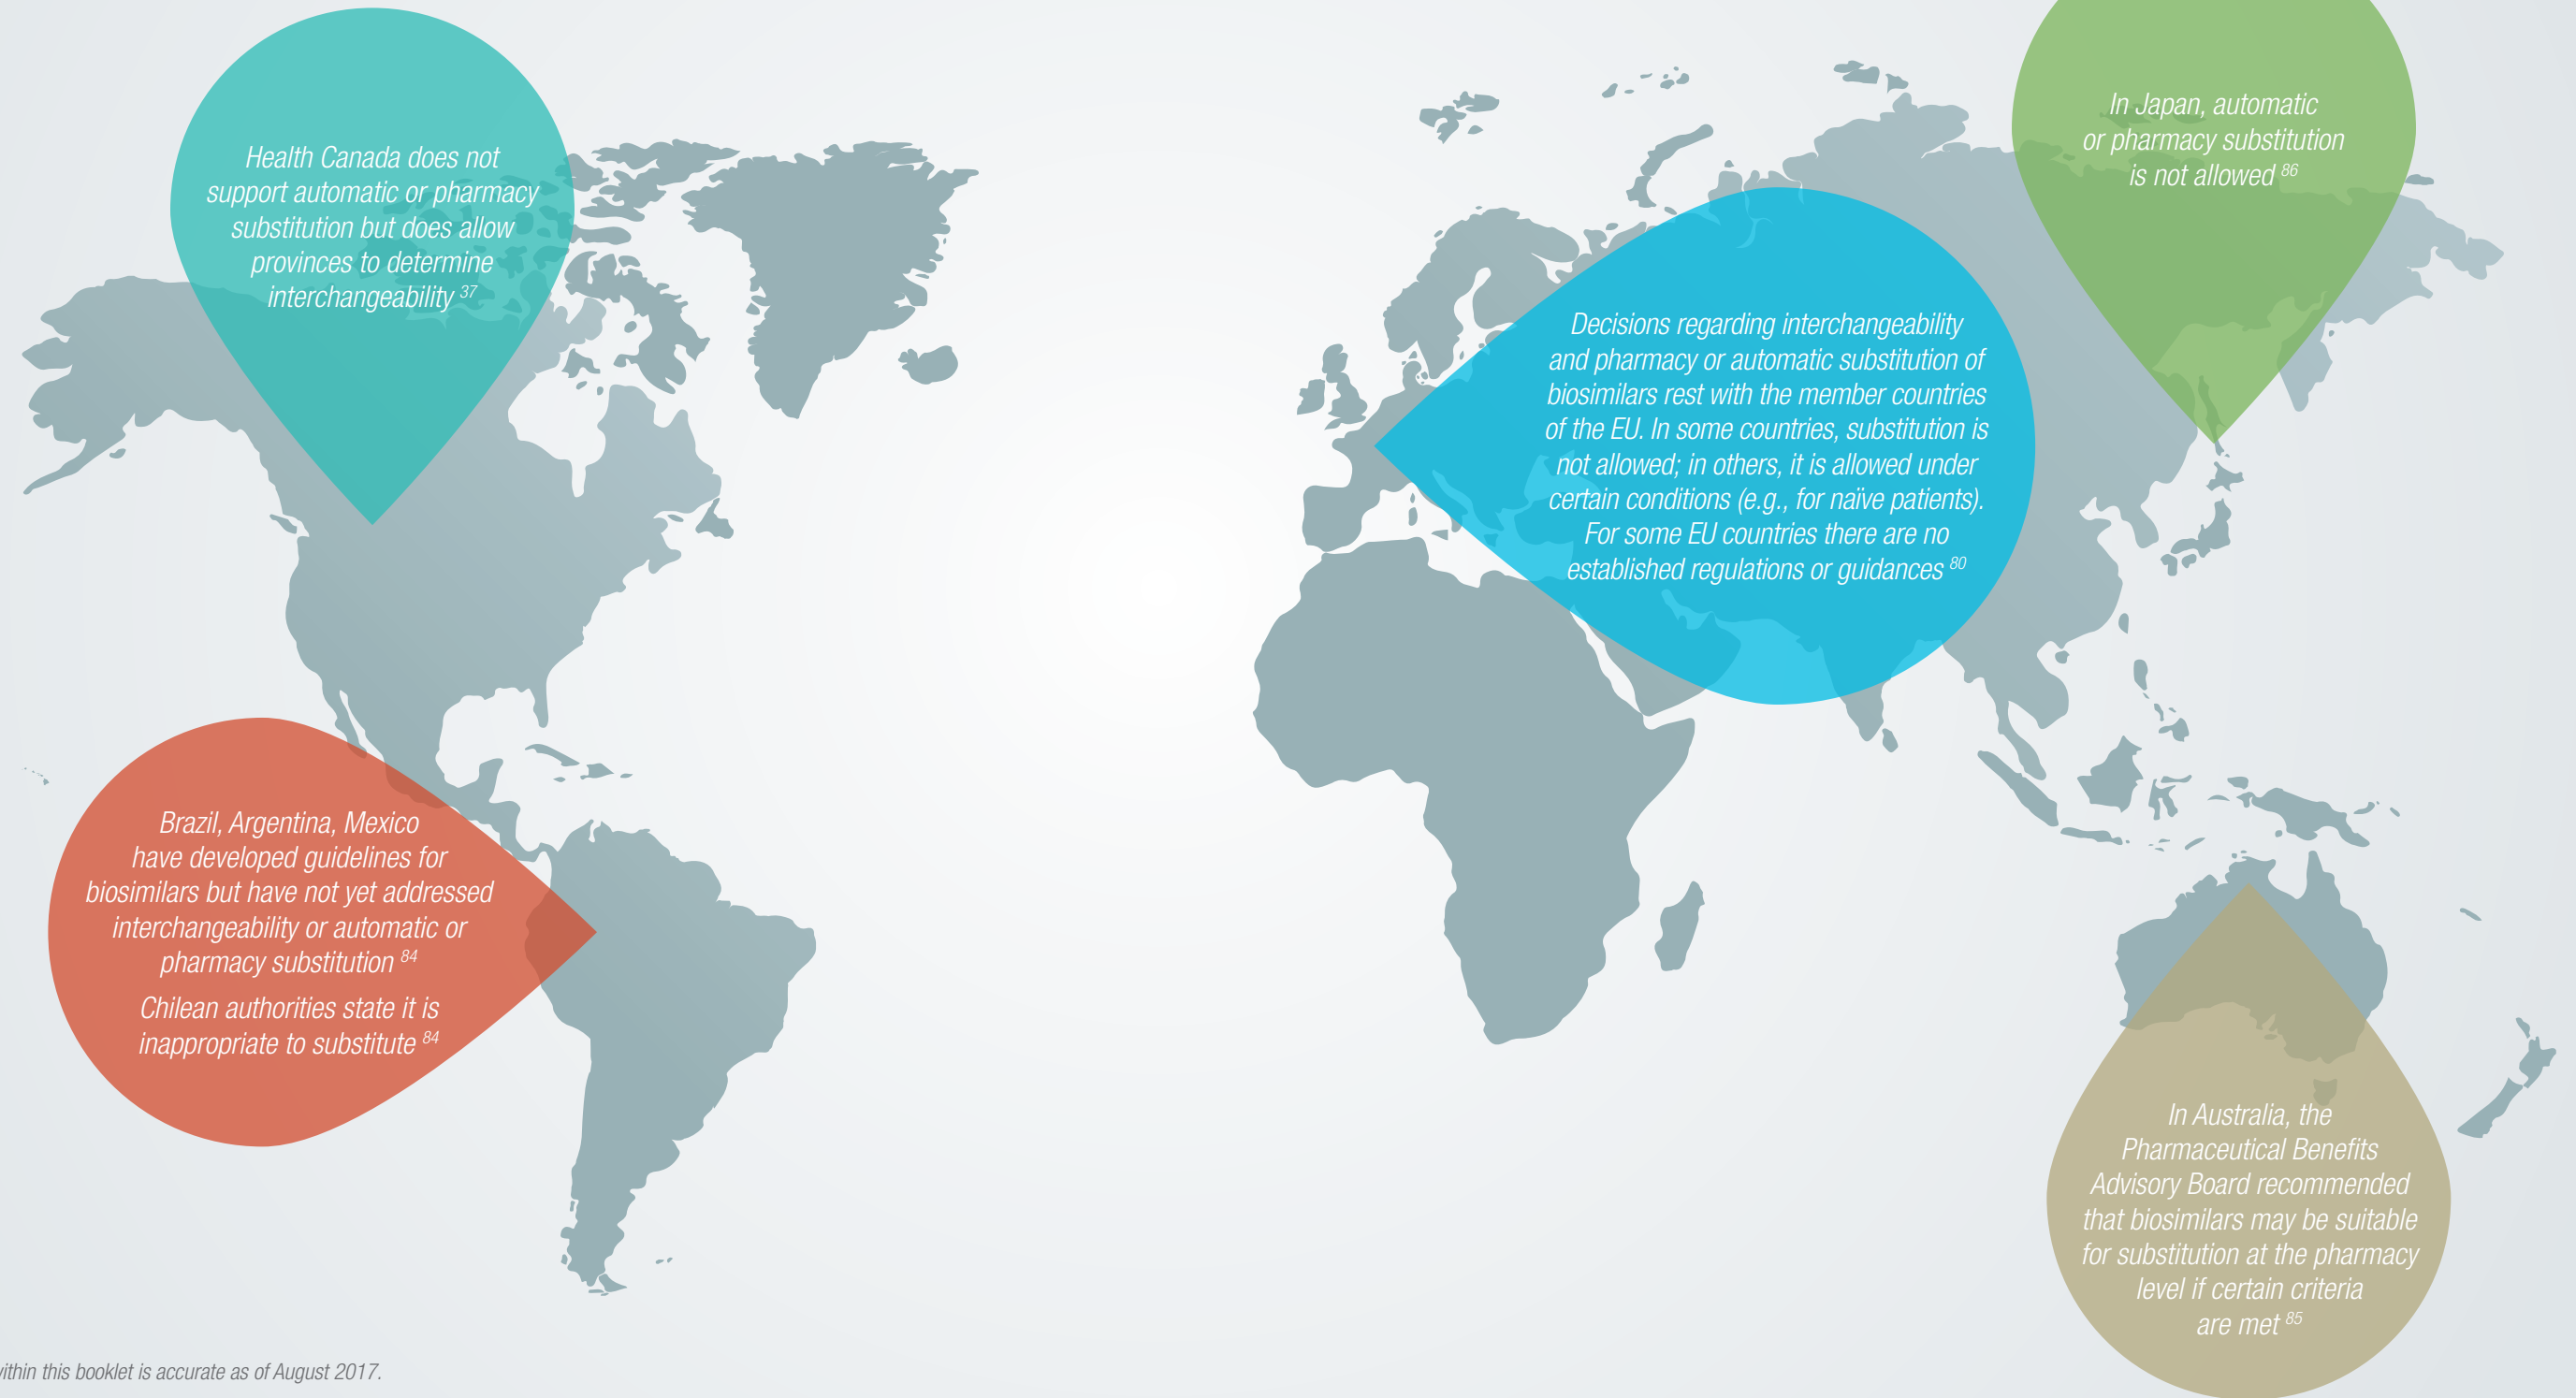 Health Canada does not
support automatic or pharmacy
substitution but does allow
provinces to determine
interchangeability 37
In Japan, automatic
or pharmacy substitution
is not allowed 86
Decisions regarding interchangeability
and pharmacy or automatic substitution of
biosimilars rest with the member countries
of the EU. In some countries, substitution is
not allowed; in others, it is allowed under
certain conditions (e.g., for naïve patients).
For some EU countries there are no
established regulations or guidances 80
Brazil, Argentina, Mexico
have developed guidelines for
biosimilars but have not yet addressed
interchangeability or automatic or
pharmacy substitution 84
Chilean authorities state it is
inappropriate to substitute 84
In Australia, the
Pharmaceutical Benefits
Advisory Board recommended
that biosimilars may be suitable
for substitution at the pharmacy
level if certain criteria
are met 85
within this booklet is accurate as of August 2017.